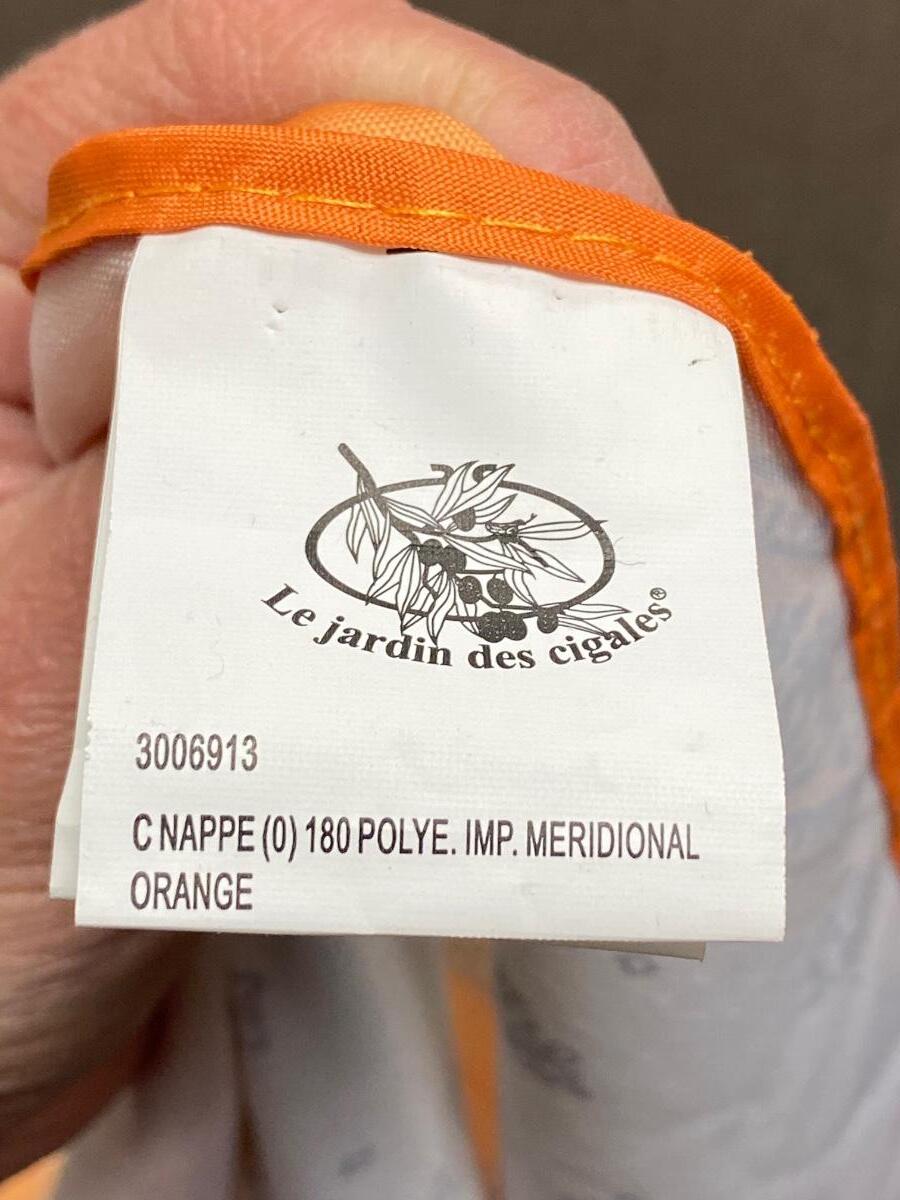 Le jardin des cigales®
3006913
C NAPPE (0) 180 POLYE. IMP. MERIDIONAL
ORANGE